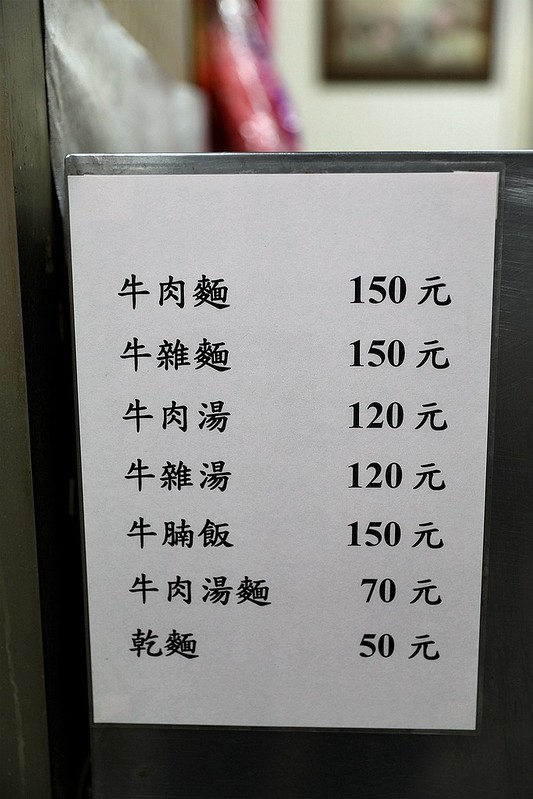 牛肉麵 150 元
牛雜麵 150 元
牛肉湯 120 元
牛雜湯 120 元
牛腩飯 150 元
牛肉湯麵 70 元
乾麵 50 元